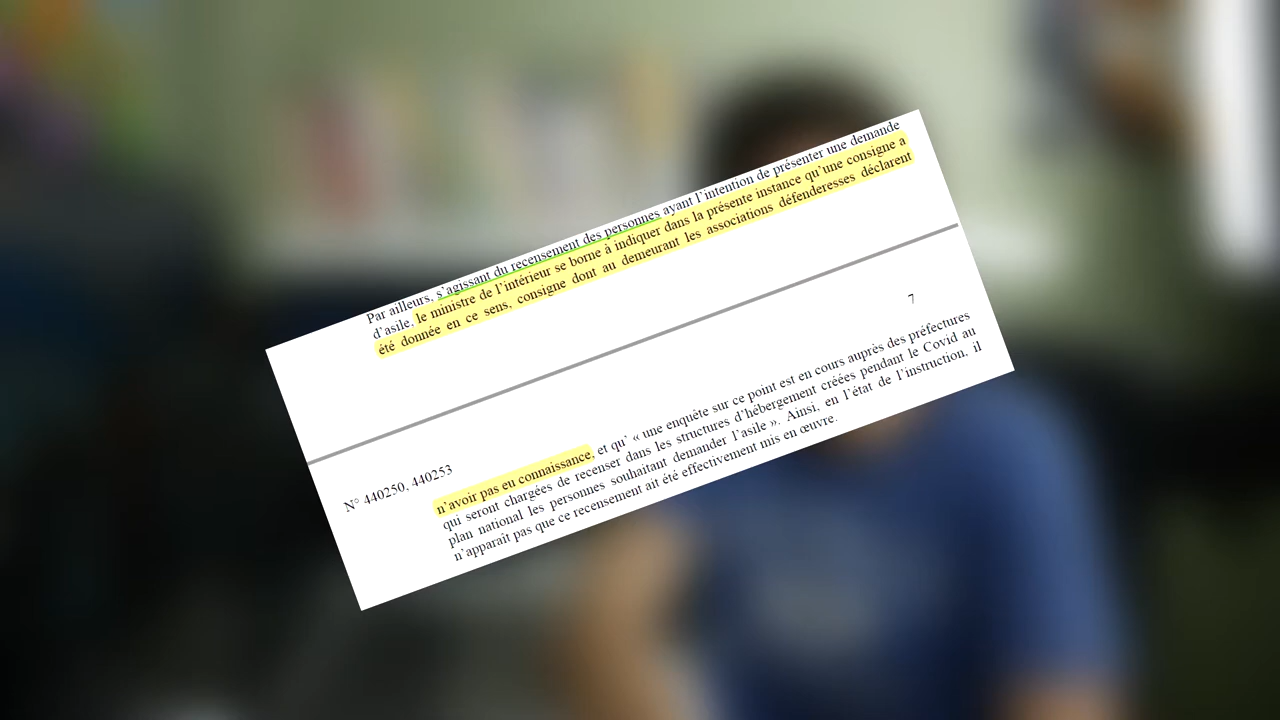 Par ailleurs, s'agissant du recensement des personnes ayant l'intention de présenter une demande
d'asile, le ministre de l'intérieur se borne à indiquer dans la présente instance qu'une consigne a
été donnée en ce sens, consigne dont au demeurant les associations défenderesses déclarent
7
N° 440250, 440253
n'avoir pas eu connaissance, et qu' « une enquête sur ce point est en cours auprès des préfectures
qui seront chargées de recenser dans les structures d'hébergement créées pendant le Covid au
plan national les personnes souhaitant demander l'asile ». Ainsi, en l'état de l'instruction, il
n'apparait pas que ce recensement ait été effectivement mis en œuvre.